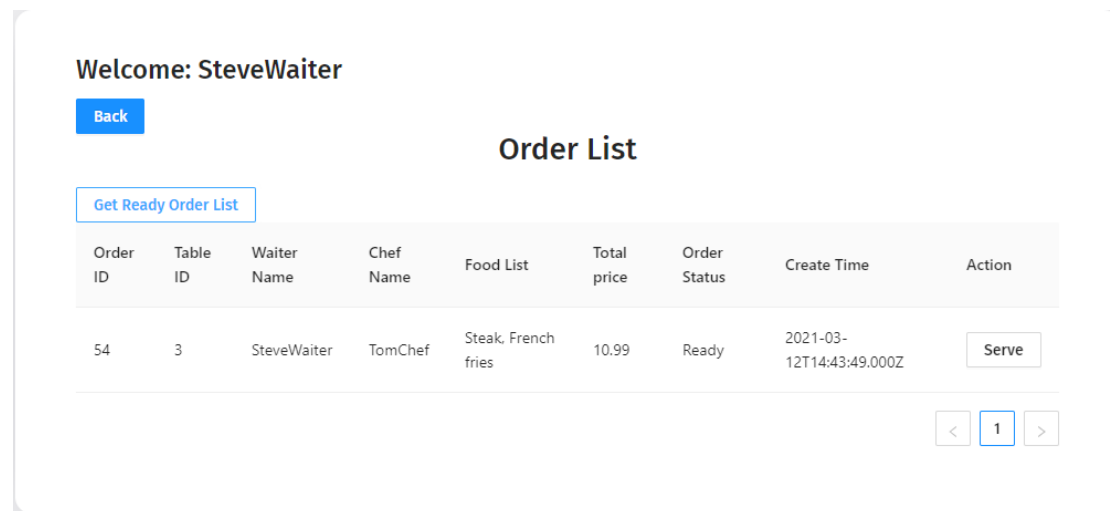 Welcome: SteveWaiter
Back
Order List
Get Ready Order List
Order ID
Table ID
Waiter Name
Chef Name
Food List
Total price
Order Status
Create Time
Action
54
3
SteveWaiter
TomChef
Steak, French
fries
10.99
Ready
2021-03-
12T14:43:49.000Z
Serve
< 1 >